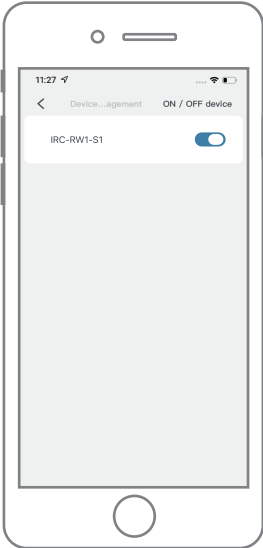 11:27
Device...agement ON / OFF device
IRC-RW1-S1